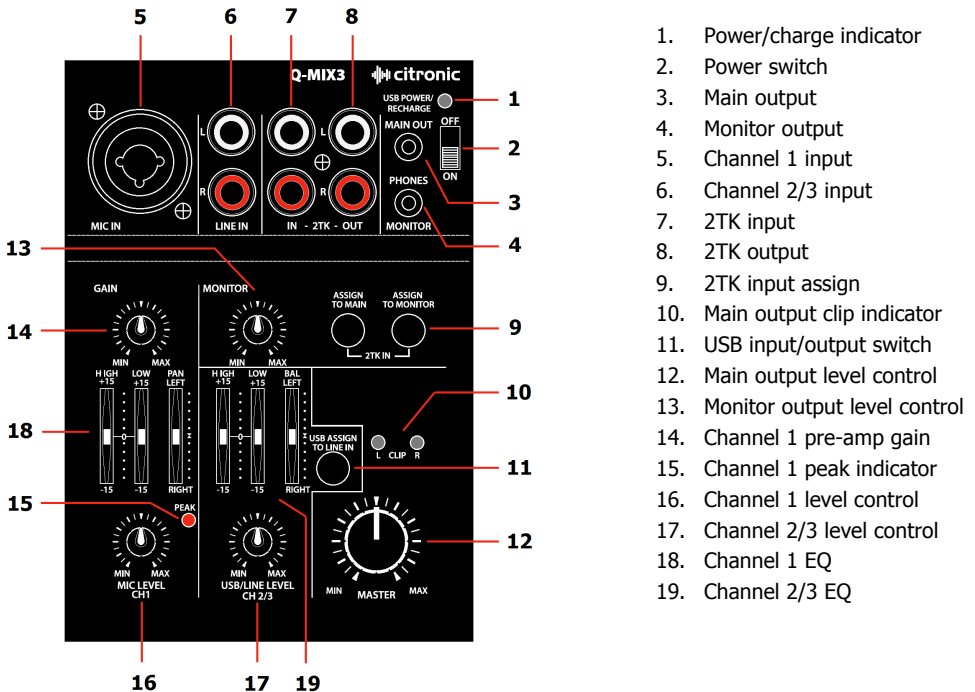 5 6 7 8
Q-MIX3 citronic
USB POWER/
RECHARGE
1
MAIN OUT
OFF
L
L
2
ON
PHONES
R
R
3
MIC IN
LINE IN
IN - 2TK - OUT
MONITOR
4
13
GAIN
MONITOR
ASSIGN
TO MAIN
ASSIGN
TO MONITOR
14
9
2TK IN
MIN MAX
MIN MAX
HIGH
+15
LOW
+15
PAN
LEFT
HIGH
+15
LOW
+15
BAL
LEFT
10
18
0
0
USB ASSIGN
TO LINE IN
L CLIP R
11
-15
-15
RIGHT
-15
-15
RIGHT
15
PEAK
12
MIN MAX
MIC LEVEL
CH1
MIN MAX
USB/LINE LEVEL
CH 2/3
MIN MASTER MAX
16 17 19
1. Power/charge indicator
2. Power switch
3. Main output
4. Monitor output
5. Channel 1 input
6. Channel 2/3 input
7. 2TK input
8. 2TK output
9. 2TK input assign
10. Main output clip indicator
11. USB input/output switch
12. Main output level control
13. Monitor output level control
14. Channel 1 pre-amp gain
15. Channel 1 peak indicator
16. Channel 1 level control
17. Channel 2/3 level control
18. Channel 1 EQ
19. Channel 2/3 EQ